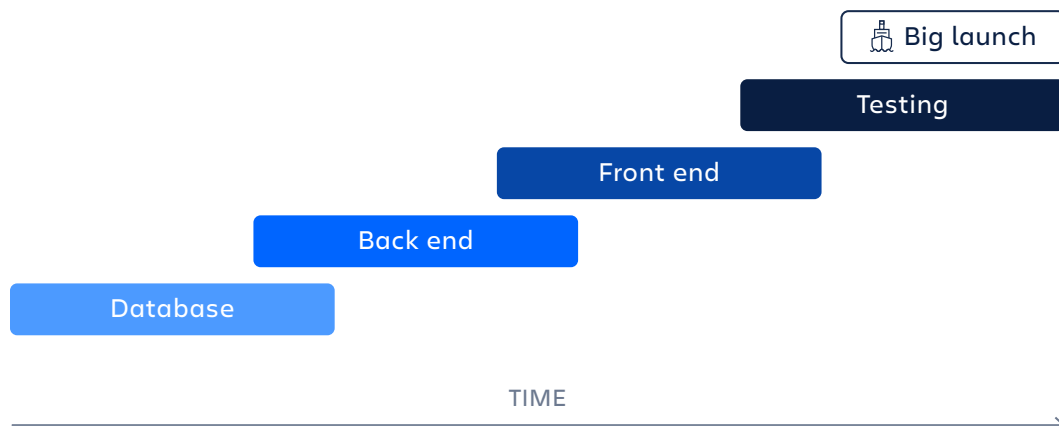 Big launch
Testing
Front end
Back end
Database
TIME